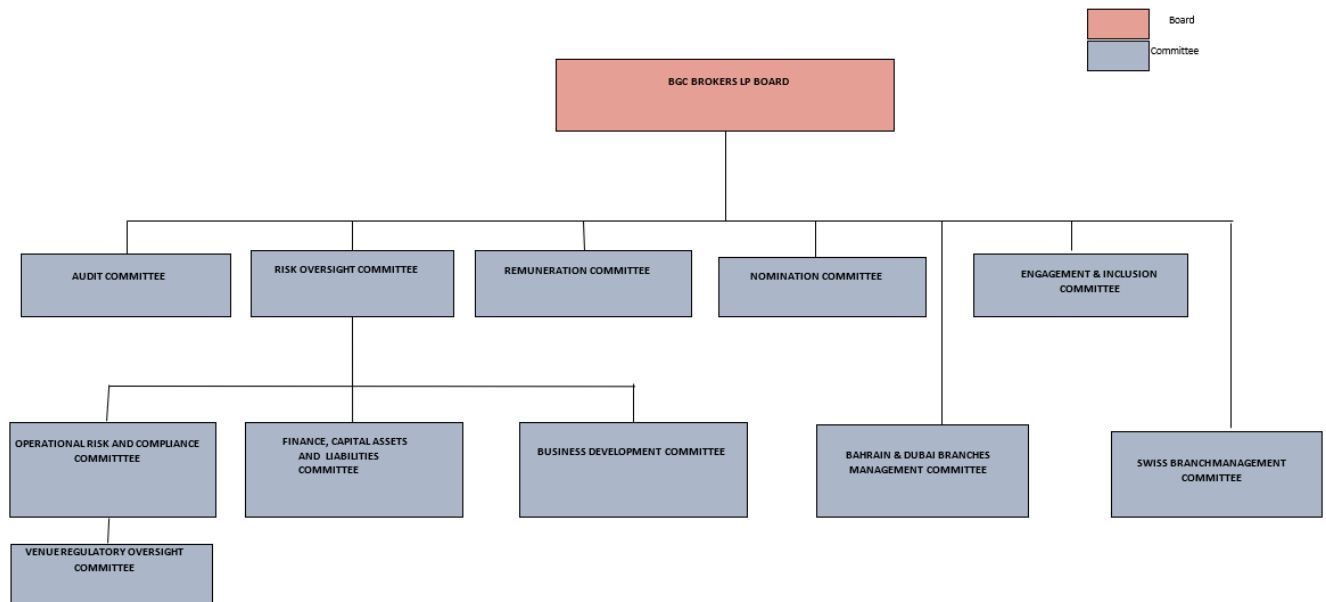 Board
Committee
BGC BROKERS LP BOARD
AUDIT COMMITTEE
RISK OVERSIGHT COMMITTEE
REMUNERATION COMMITTEE
NOMINATION COMMITTEE
ENGAGEMENT & INCLUSION
COMMITTEE
OPERATIONAL RISK AND COMPLIANCE
COMMITTTEE
FINANCE, CAPITAL ASSETS
AND LIABILITIES
COMMITTEE
BUSINESS DEVELOPMENT COMMITTEE
BAHRAIN & DUBAI BRANCHES
MANAGEMENT COMMITTEE
SWISS BRANCHMANAGEMENT
COMMITTEE
VENUE REGULATORY OVERSIGHT
COMMITTEE